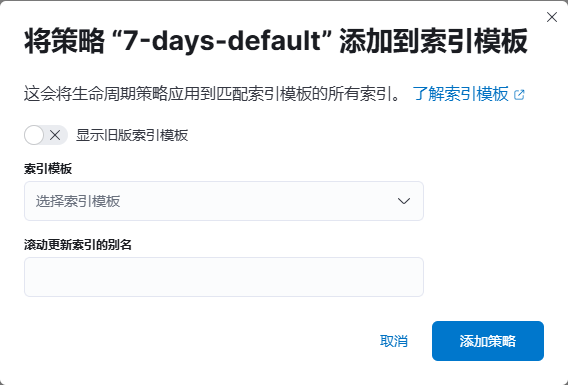 将策略 “7-days-default” 添加到索引模板
这会将生命周期策略应用到匹配索引模板的所有索引。 了解索引模板
显示旧版索引模板
索引模板
选择索引模板
滚动更新索引的别名
取消
添加策略